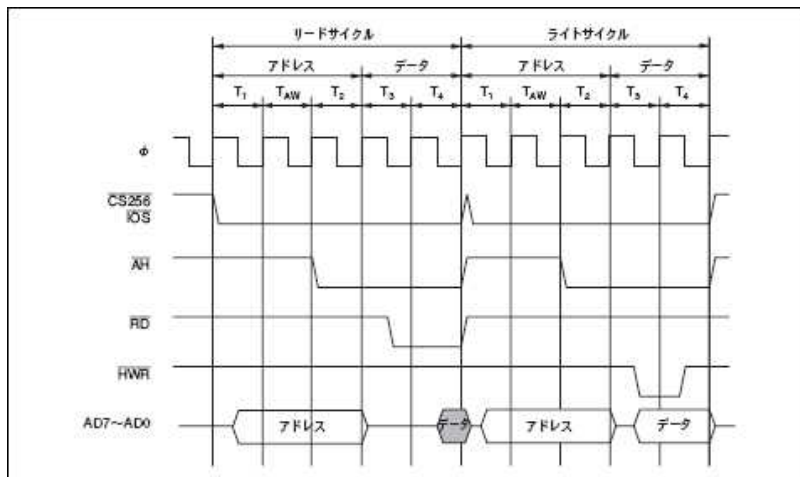 リードサイクル ライトサイクル
アドレス データ アドレス データ
T1 TAW T2 T3 T4 T1 TAW T2 T3 T4
φ
CS256
IOS
AH
RD
HWR
AD7～AD0 アドレス データ アドレス データ